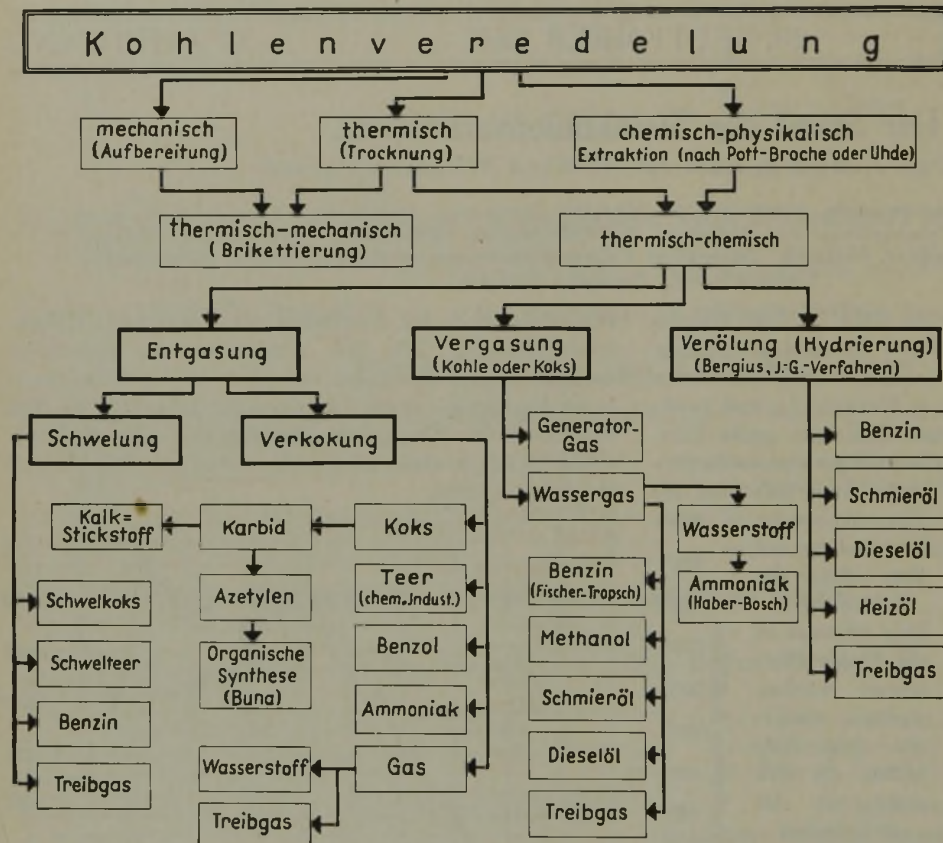 Kohlenveredelung
mechanisch
(Aufbereitung)
thermisch
(Trocknung)
chemisch-physikalisch
Extraktion (nach Pott-Broche oder Uhde)
thermisch-mechanisch
(Brikettierung)
thermisch-chemisch
Entgasung
Vergasung
(Kohle oder Koks)
Verölung (Hydrierung)
(Bergius, J.-G.-Verfahren)
Schwelung
Verkokung
Generator-
Gas
Wassergas
Benzin
Schmieröl
Dieselöl
Heizöl
Treibgas
Kalk=
Stickstoff
Karbid
Koks
Wasserstoff
Ammoniak
(Haber-Bosch)
Schwelkoks
Schwelteer
Benzin
Treibgas
Azetylen
Organische
Synthese
(Buna)
Teer
(chem. Jndust.)
Benzol
Ammoniak
Gas
Wasserstoff
Treibgas
Benzin
(Fischer-Tropsch)
Methanol
Schmieröl
Dieselöl
Treibgas